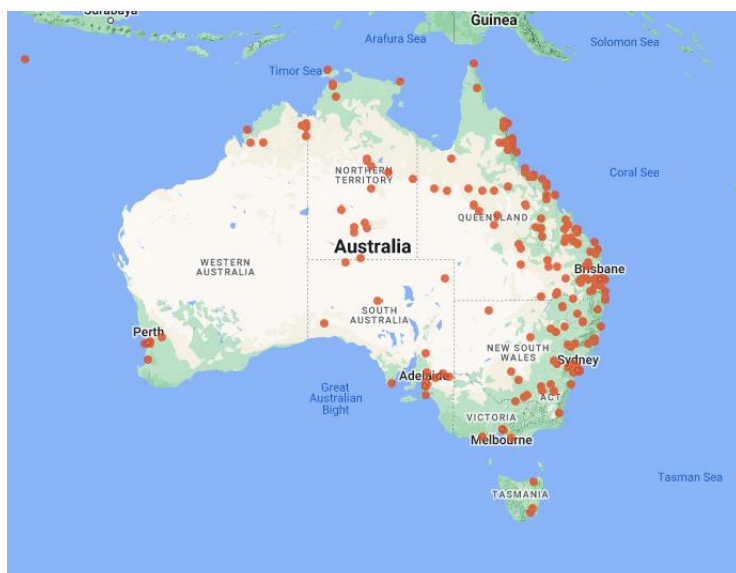 Surabaya
Guinea
Arafura Sea
Solomon Sea
Timor Sea
Coral Sea
NORTHERN
TERRITORY
QUEENSLAND
Australia
WESTERN
AUSTRALIA
Brisbane
SOUTH
AUSTRALIA
Perth
NEW SOUTH
WALES
Sydney
Adelaide
Great
Australian
Bight
ACT
VICTORIA
Melbourne
Tasman Sea
TASMANIA